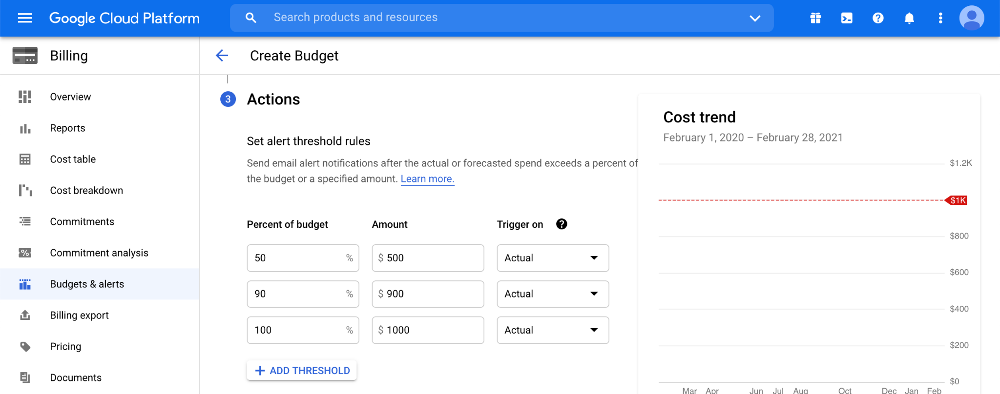 Google Cloud Platform
Search products and resources
Billing
Create Budget
Overview
Reports
Cost table
Cost breakdown
Commitments
% Commitment analysis
Budgets & alerts
Billing export
Pricing
Documents
3 Actions
Set alert threshold rules
Send email alert notifications after the actual or forecasted spend exceeds a percent of
the budget or a specified amount. Learn more.
Percent of budget Amount Trigger on ?
50 % $ 500 Actual
90 % $ 900 Actual
100 % $ 1000 Actual
+ ADD THRESHOLD
Cost trend
February 1, 2020 – February 28, 2021
$1.2K
$1K
$800
$600
$400
$200
$0
Mar Apr Jun Jul Aug Oct Dec Jan Feb